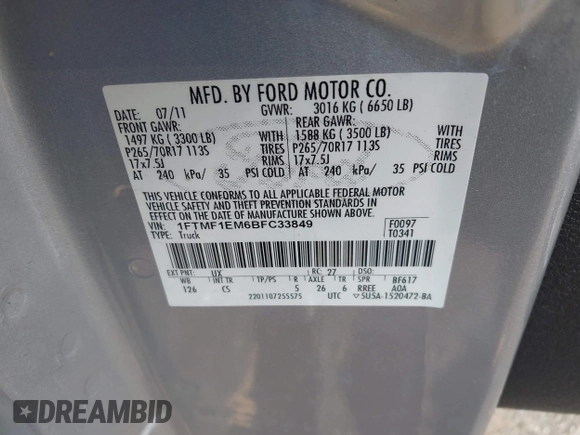 MFD. BY FORD MOTOR CO.
DATE: 07/11 GVWR: 3016 KG ( 6650 LB)
FRONT GAWR: REAR GAWR:
1497 KG ( 3300 LB) WITH 1588 KG ( 3500 LB) WITH
P265/70R17 113S TIRES P265/70R17 113S TIRES
17x7.5J RIMS 17x7.5J RIMS
AT 240 kPa/ 35 PSI COLD AT 240 kPa/ 35 PSI COLD
THIS VEHICLE CONFORMS TO ALL APPLICABLE FEDERAL MOTOR
VEHICLE SAFETY AND THEFT PREVENTION STANDARDS IN
EFFECT ON THE DATE OF MANUFACTURE SHOWN ABOVE.
VIN: 1FTMF1EM6BFC33849 F0097
TYPE: Truck T0341
EXT PNT: UX RC: 27 DSO:
WB INT TR TP/PS R AXLE TR SPR BF617
126 CS 5 26 6 RREE AOA
2201107255575 UTC 5U5A-1520472-BA
DREAMBID